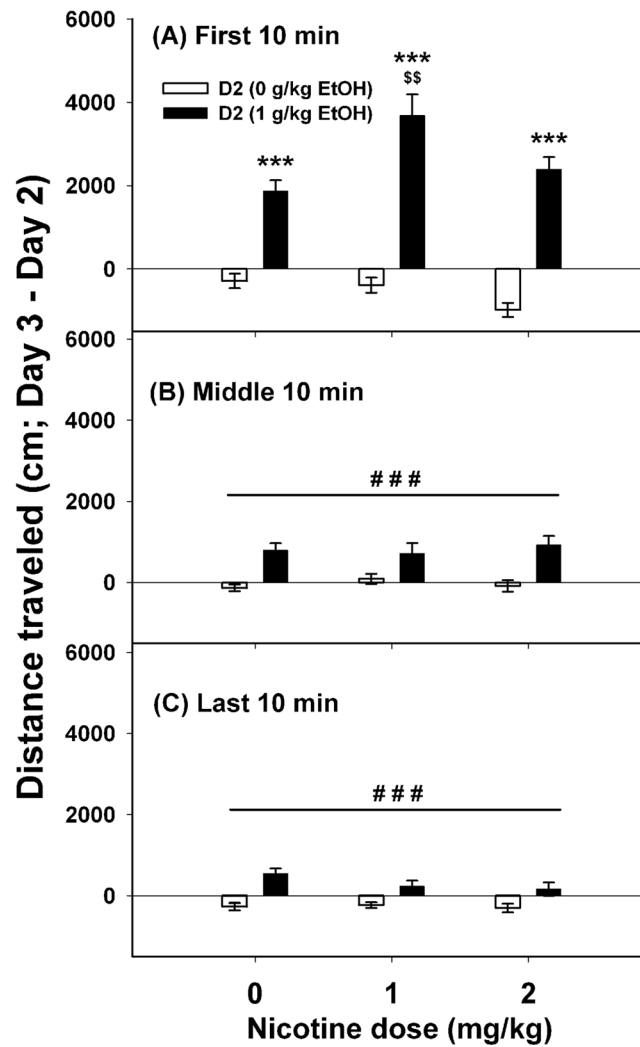 Distance traveled (cm; Day 3 - Day 2)
6000
4000
2000
0
(A) First 10 min
D2 (0 g/kg EtOH)
D2 (1 g/kg EtOH)
***
***
$$
***
6000
4000
2000
0
(B) Middle 10 min
# # #
6000
4000
2000
0
(C) Last 10 min
# # #
0 1 2
Nicotine dose (mg/kg)